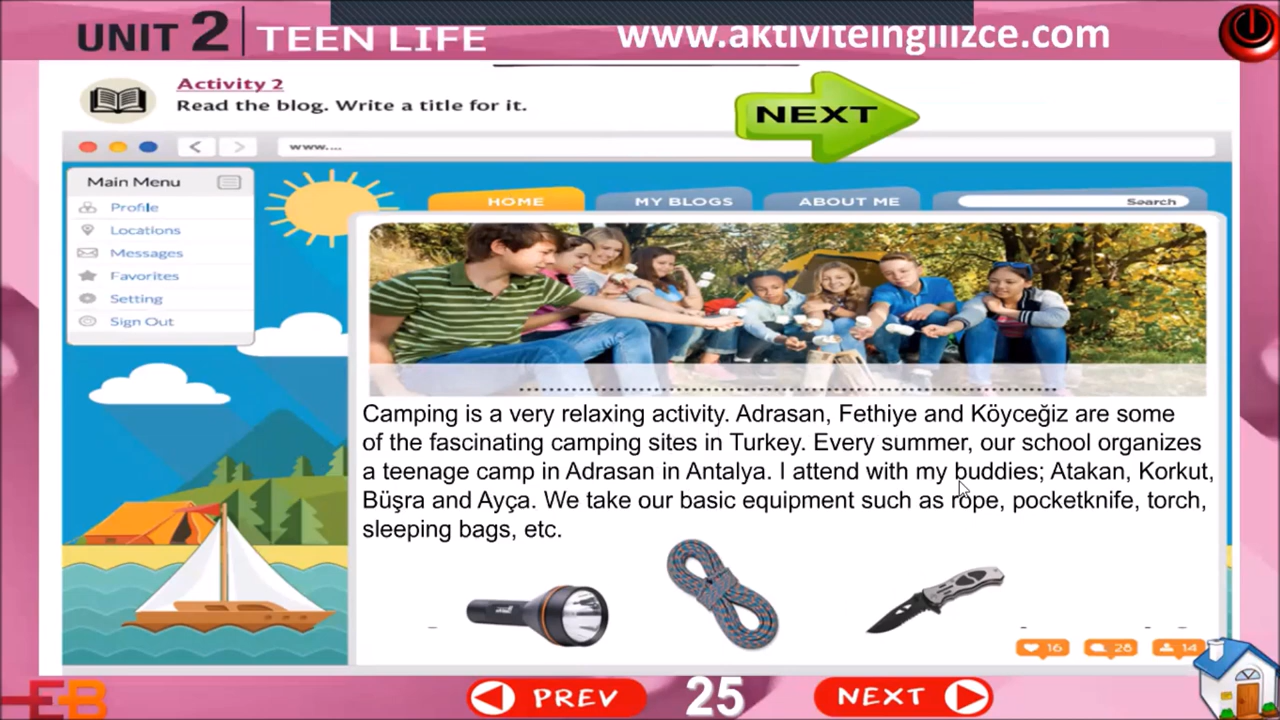 UNIT 2 TEEN LIFE
www.aktiviteingilizce.com
Activity 2
Read the blog. Write a title for it.
NEXT
www....
Main Menu
Profile
Locations
Messages
Favorites
Setting
Sign Out
HOME
MY BLOGS
ABOUT ME
Search
Camping is a very relaxing activity. Adrasan, Fethiye and Köyceğiz are some
of the fascinating camping sites in Turkey. Every summer, our school organizes
a teenage camp in Adrasan in Antalya. I attend with my buddies; Atakan, Korkut,
Büşra and Ayça. We take our basic equipment such as rope, pocketknife, torch,
sleeping bags, etc.
16
28
14
EB
PREV
25
NEXT